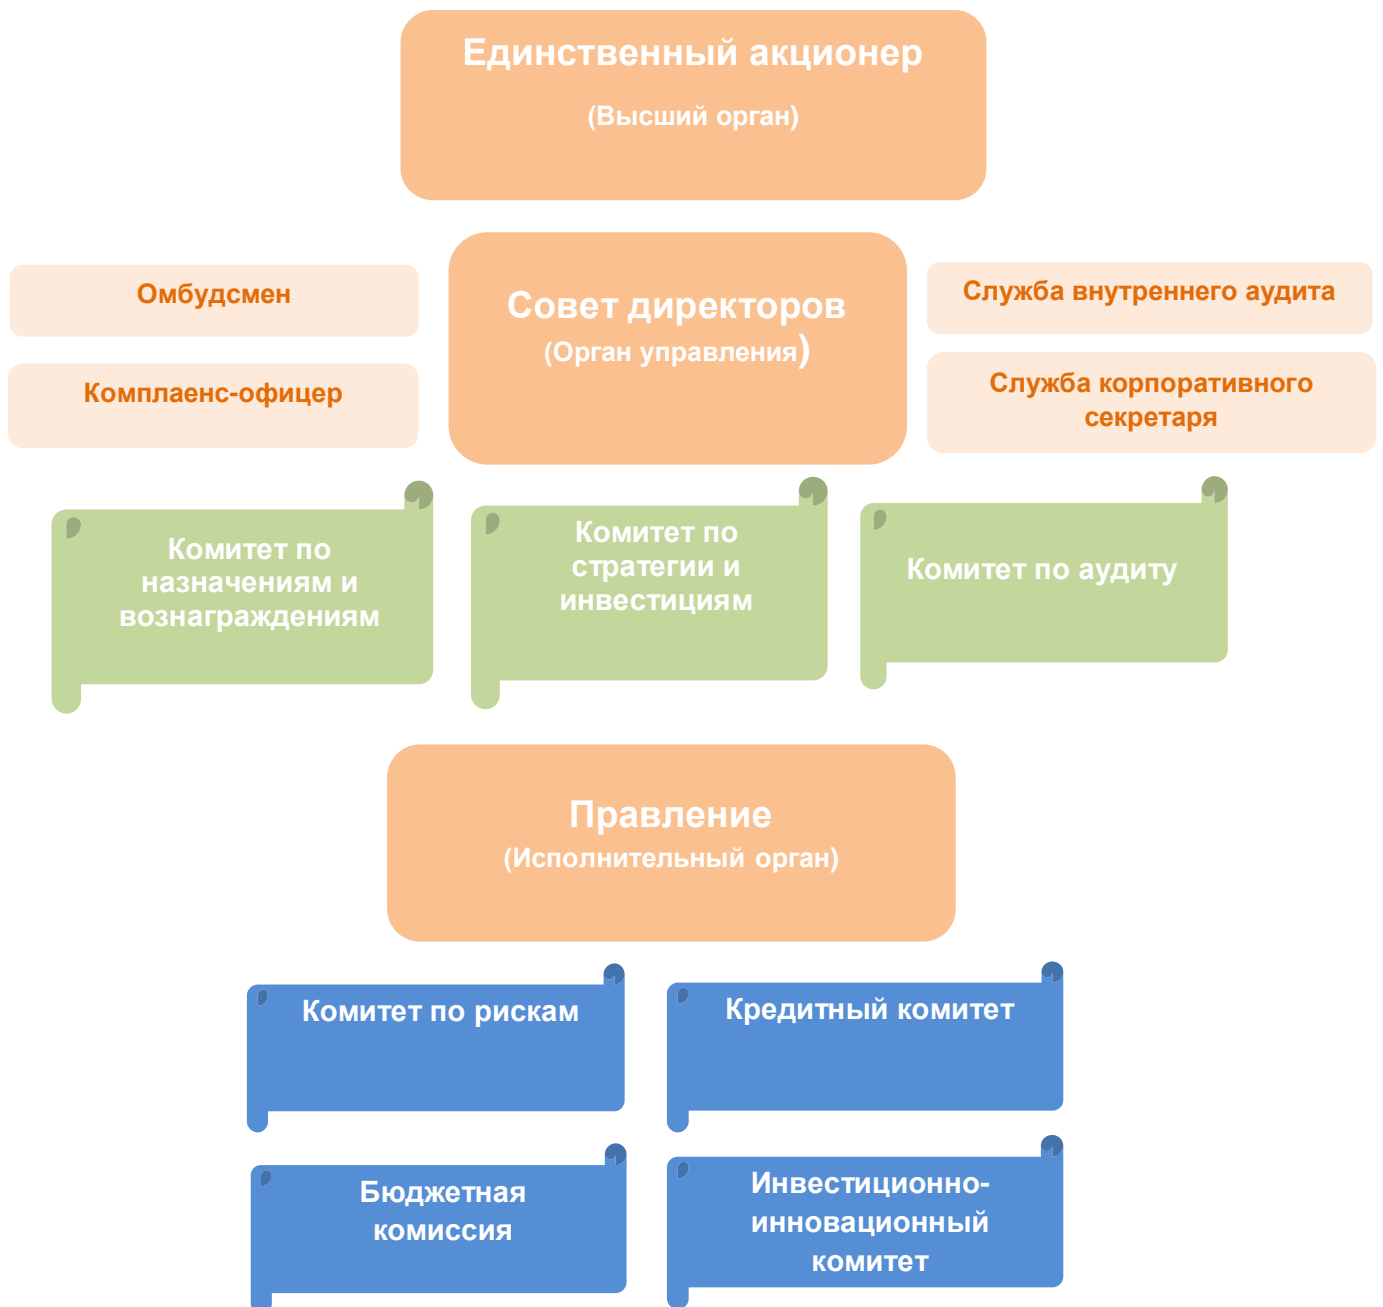 Единственный акционер
(Высший орган)
Омбудсмен
Комплаенс-офицер
Совет директоров
(Орган управления)
Служба внутреннего аудита
Служба корпоративного
секретаря
Комитет по
назначениям и
вознаграждениям
Комитет по
стратегии и
инвестициям
Комитет по аудиту
Правление
(Исполнительный орган)
Комитет по рискам
Кредитный комитет
Бюджетная
комиссия
Инвестиционно-
инновационный
комитет